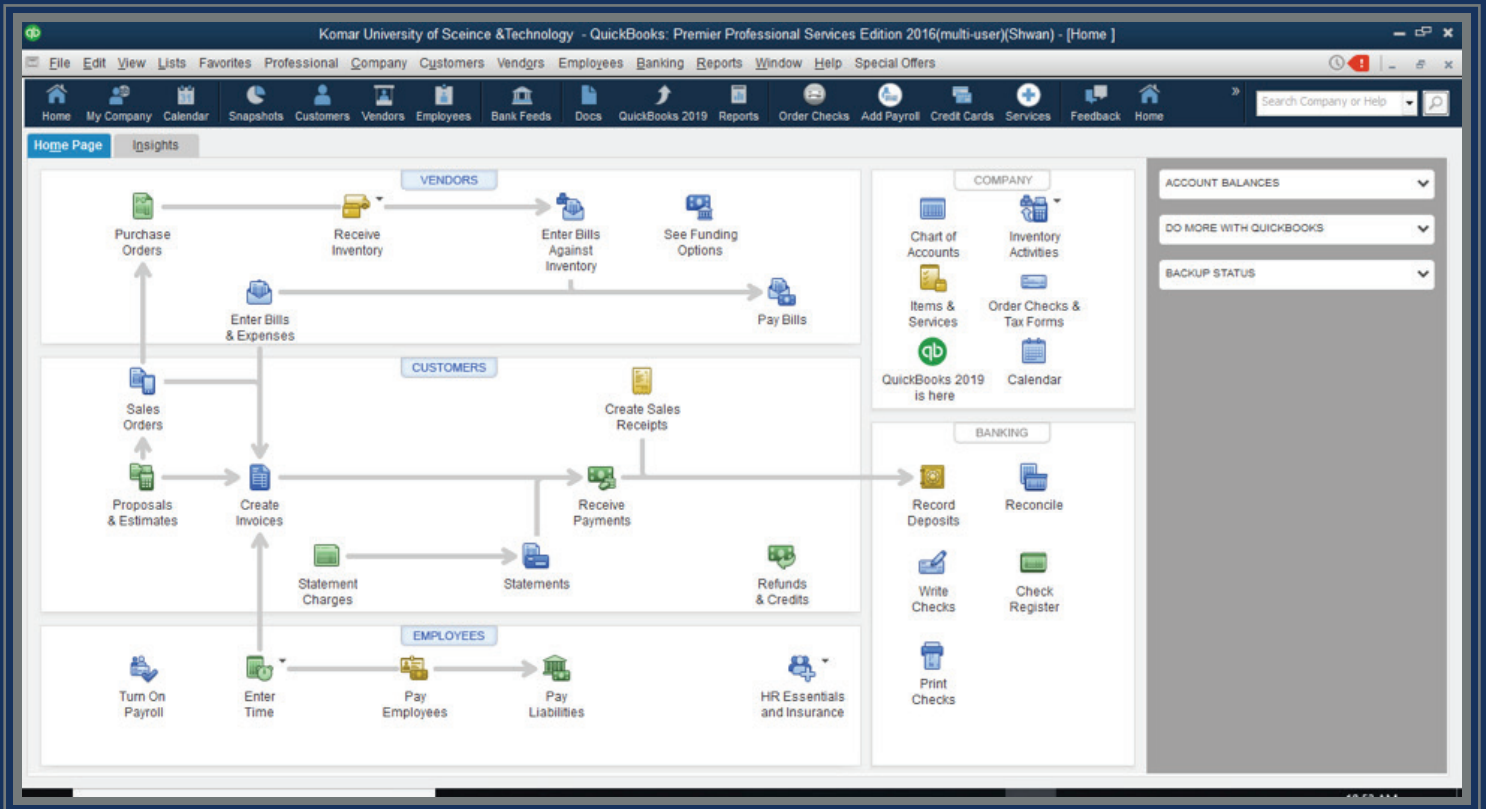 Komar University of Sceince &Technology - QuickBooks: Premier Professional Services Edition 2016(multi-user)(Shwan) - [Home ]
File Edit View Lists Favorites Professional Company Customers Vendors Employees Banking Reports Window Help Special Offers
Home My Company Calendar Snapshots Customers Vendors Employees Bank Feeds Docs QuickBooks 2019 Reports Order Checks Add Payroll Credit Cards Services Feedback Home
Search Company or Help
Home Page Insights
VENDORS
Purchase
Orders
Receive
Inventory
Enter Bills
Against
Inventory
See Funding
Options
Enter Bills
& Expenses
Pay Bills
CUSTOMERS
Sales
Orders
Create Sales
Receipts
Proposals
& Estimates
Create
Invoices
Receive
Payments
Statement
Charges
Statements
Refunds
& Credits
EMPLOYEES
Turn On
Payroll
Enter
Time
Pay
Employees
Pay
Liabilities
HR Essentials
and Insurance
COMPANY
Chart of
Accounts
Inventory
Activities
Items &
Services
Order Checks &
Tax Forms
qb
QuickBooks 2019
is here
Calendar
BANKING
Record
Deposits
Reconcile
Write
Checks
Check
Register
Print
Checks
ACCOUNT BALANCES
DO MORE WITH QUICKBOOKS
BACKUP STATUS